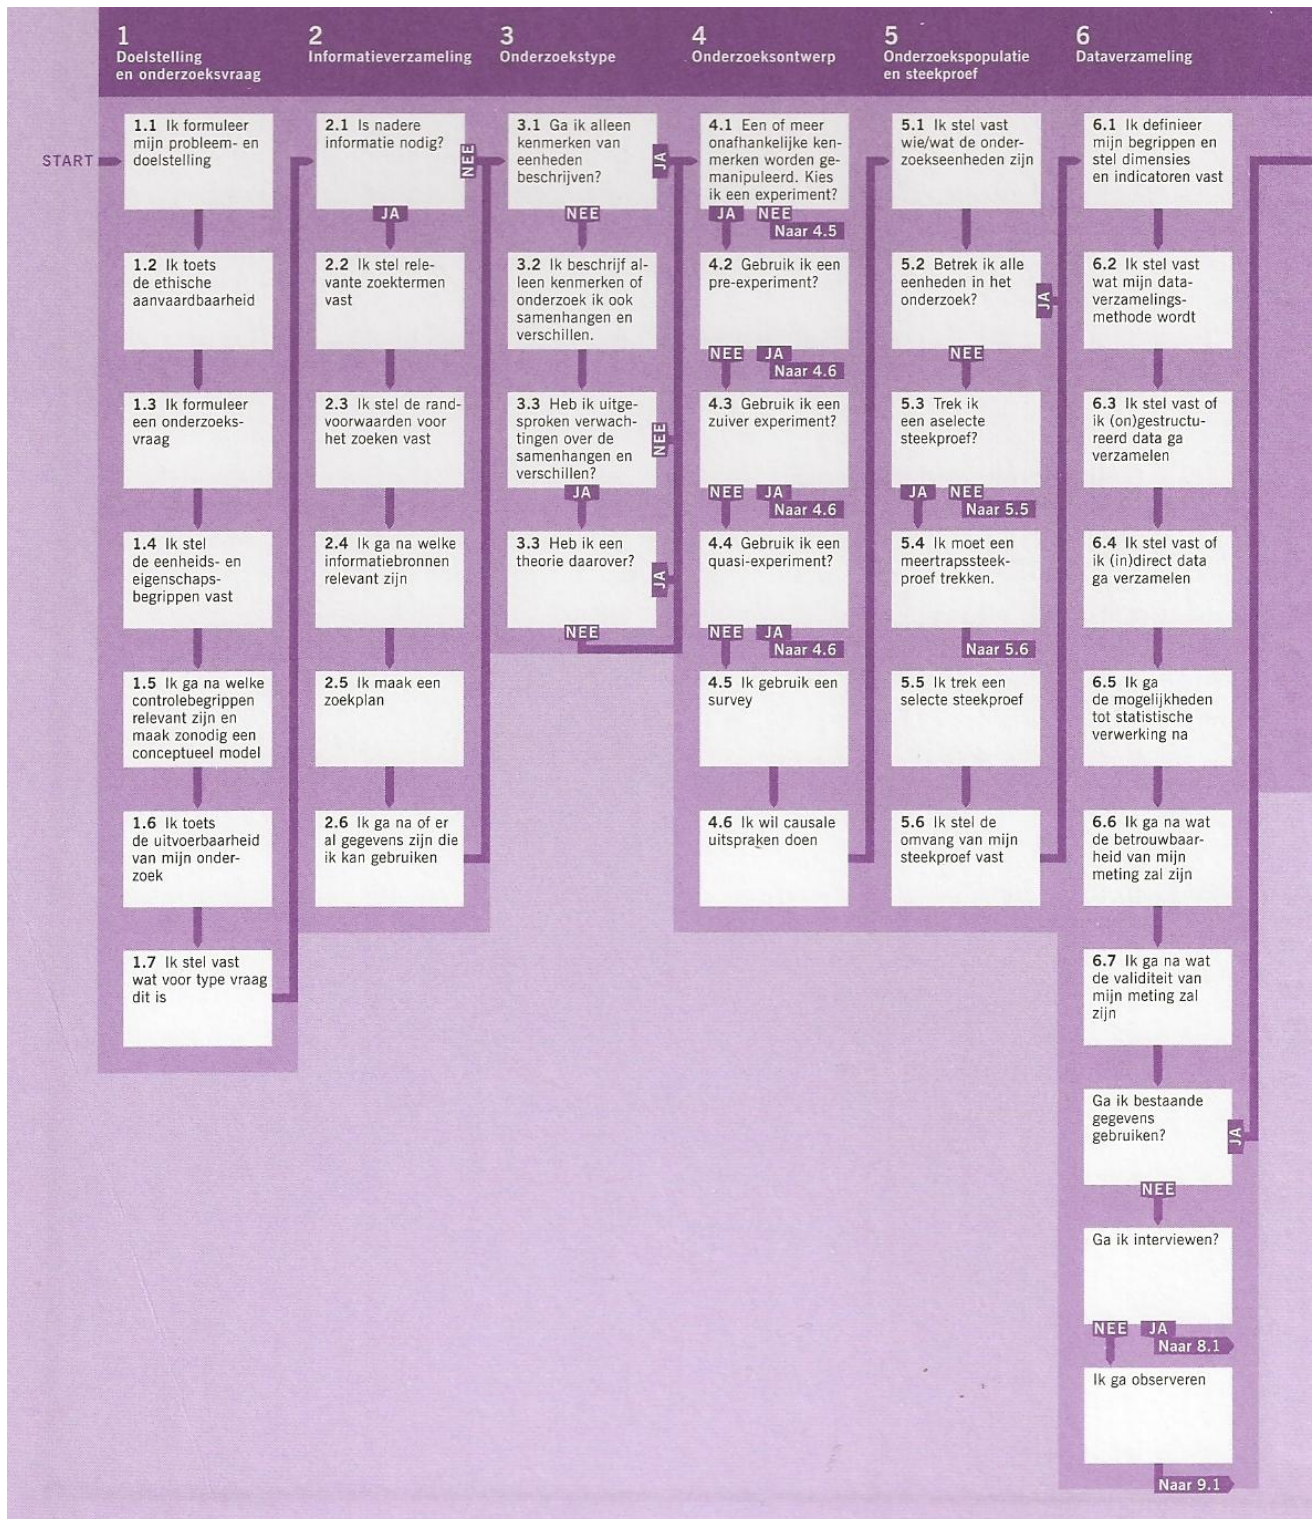 1
Doelstelling
en onderzoeksvraag
START
1.1 Ik formuleer
mijn probleem- en
doelstelling
1.2 Ik toets
de ethische
aanvaardbaarheid
1.3 Ik formuleer
een onderzoeks-
vraag
1.4 Ik stel
de eenheids- en
eigenschaps-
begrippen vast
1.5 Ik ga na welke
controlebegrippen
relevant zijn en
maak zonodig een
conceptueel model
1.6 Ik toets
de uitvoerbaarheid
van mijn onder-
zoek
1.7 Ik stel vast
wat voor type vraag
dit is
2
Informatieverzameling
2.1 Is nadere
informatie nodig?
NEE
JA
2.2 Ik stel rele-
vante zoektermen
vast
2.3 Ik stel de rand-
voorwaarden voor
het zoeken vast
2.4 Ik ga na welke
informatiebronnen
relevant zijn
2.5 Ik maak een
zoekplan
2.6 Ik ga na of er
al gegevens zijn die
ik kan gebruiken
3
Onderzoekstype
3.1 Ga ik alleen
kenmerken van
eenheden
beschrijven?
JA
NEE
3.2 Ik beschrijf al-
leen kenmerken of
onderzoek ik ook
samenhangen en
verschillen.
3.3 Heb ik uitge-
sproken verwach-
tingen over de
samenhangen en
verschillen?
NEE
JA
3.3 Heb ik een
theorie daarover?
JA
NEE
4
Onderzoeksontwerp
4.1 Een of meer
onafhankelijke ken-
merken worden ge-
manipuleerd. Kies
ik een experiment?
JA NEE
Naar 4.5
4.2 Gebruik ik een
pre-experiment?
NEE JA
Naar 4.6
4.3 Gebruik ik een
zuiver experiment?
NEE JA
Naar 4.6
4.4 Gebruik ik een
quasi-experiment?
NEE JA
Naar 4.6
4.5 Ik gebruik een
survey
4.6 Ik wil causale
uitspraken doen
5
Onderzoekspopulatie
en steekproef
5.1 Ik stel vast
wie/wat de onder-
zoekseenheden zijn
5.2 Betrek ik alle
eenheden in het
onderzoek?
JA
NEE
5.3 Trek ik
een aselecte
steekproef?
JA NEE
Naar 5.5
5.4 Ik moet een
meertrapssteek-
proef trekken.
Naar 5.6
5.5 Ik trek een
selecte steekproef
5.6 Ik stel de
omvang van mijn
steekproef vast
6
Dataverzameling
6.1 Ik definieer
mijn begrippen en
stel dimensies
en indicatoren vast
6.2 Ik stel vast
wat mijn data-
verzamelings-
methode wordt
6.3 Ik stel vast of
ik (on)gestructu-
reerd data ga
verzamelen
6.4 Ik stel vast of
ik (in)direct data
ga verzamelen
6.5 Ik ga
de mogelijkheden
tot statistische
verwerking na
6.6 Ik ga na wat
de betrouwbaar-
heid van mijn
meting zal zijn
6.7 Ik ga na wat
de validiteit van
mijn meting zal
zijn
Ga ik bestaande
gegevens
gebruiken?
JA
NEE
Ga ik interviewen?
NEE JA
Naar 8.1
Ik ga observeren
Naar 9.1